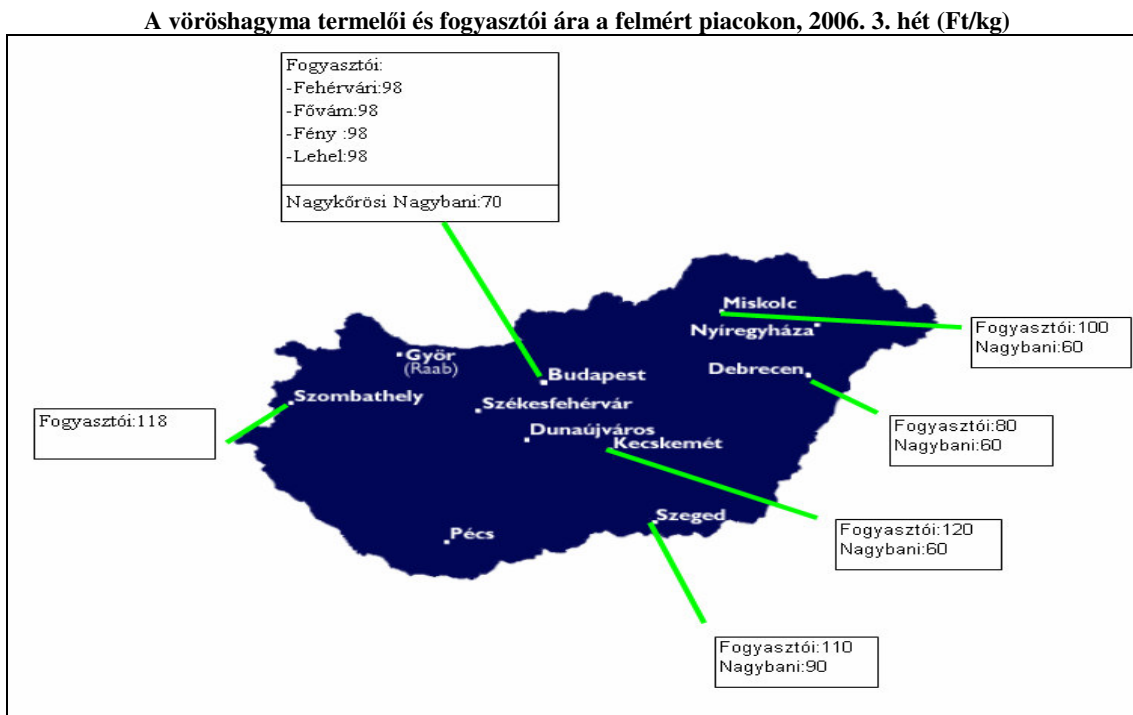 A vöröshagyma termelői és fogyasztói ára a felmért piacokon, 2006. 3. hét (Ft/kg)
Fogyasztói:
-Fehérvári:98
-Fővám:98
-Fény :98
-Lehel:98
Nagykőrösi Nagybani:70
Miskolc
Nyíregyháza
Fogyasztói:100
Nagybani:60
Györ
(Raab)
Budapest
Debrecen
Szombathely
Székesfehérvár
Fogyasztói:118
Fogyasztói:80
Nagybani:60
Dunaújváros
Kecskemét
Szeged
Fogyasztói:120
Nagybani:60
Pécs
Fogyasztói:110
Nagybani:90